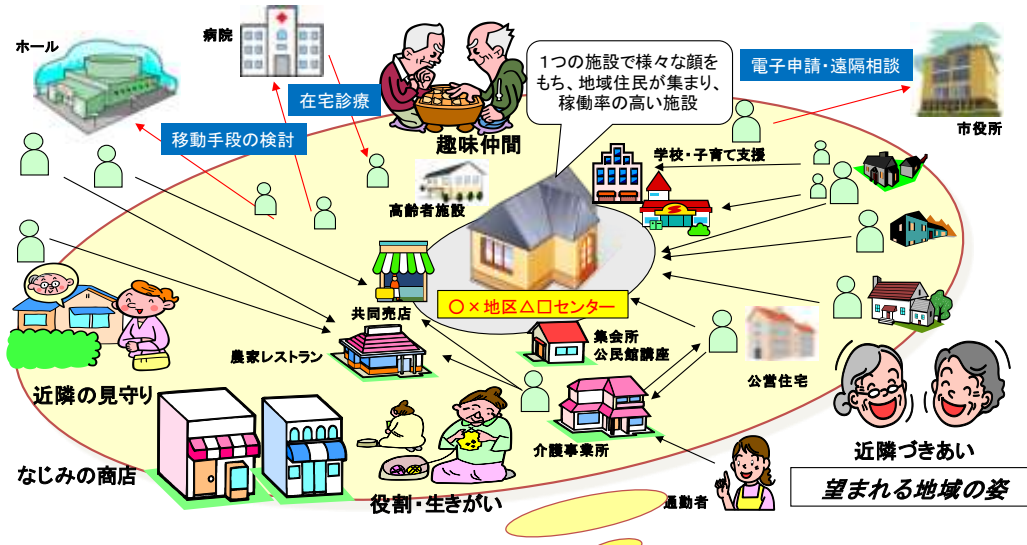 ホール
病院
1つの施設で様々な顔を
もち、地域住民が集まり、
稼働率の高い施設
電子申請・遠隔相談
市役所
在宅診療
移動手段の検討
趣味仲間
学校・子育て支援
高齢者施設
〇×地区△□センター
共同売店
集会所
公民館講座
農家レストラン
公営住宅
近隣の見守り
介護事業所
近隣づきあい
なじみの商店
役割・生きがい
通勤者
望まれる地域の姿